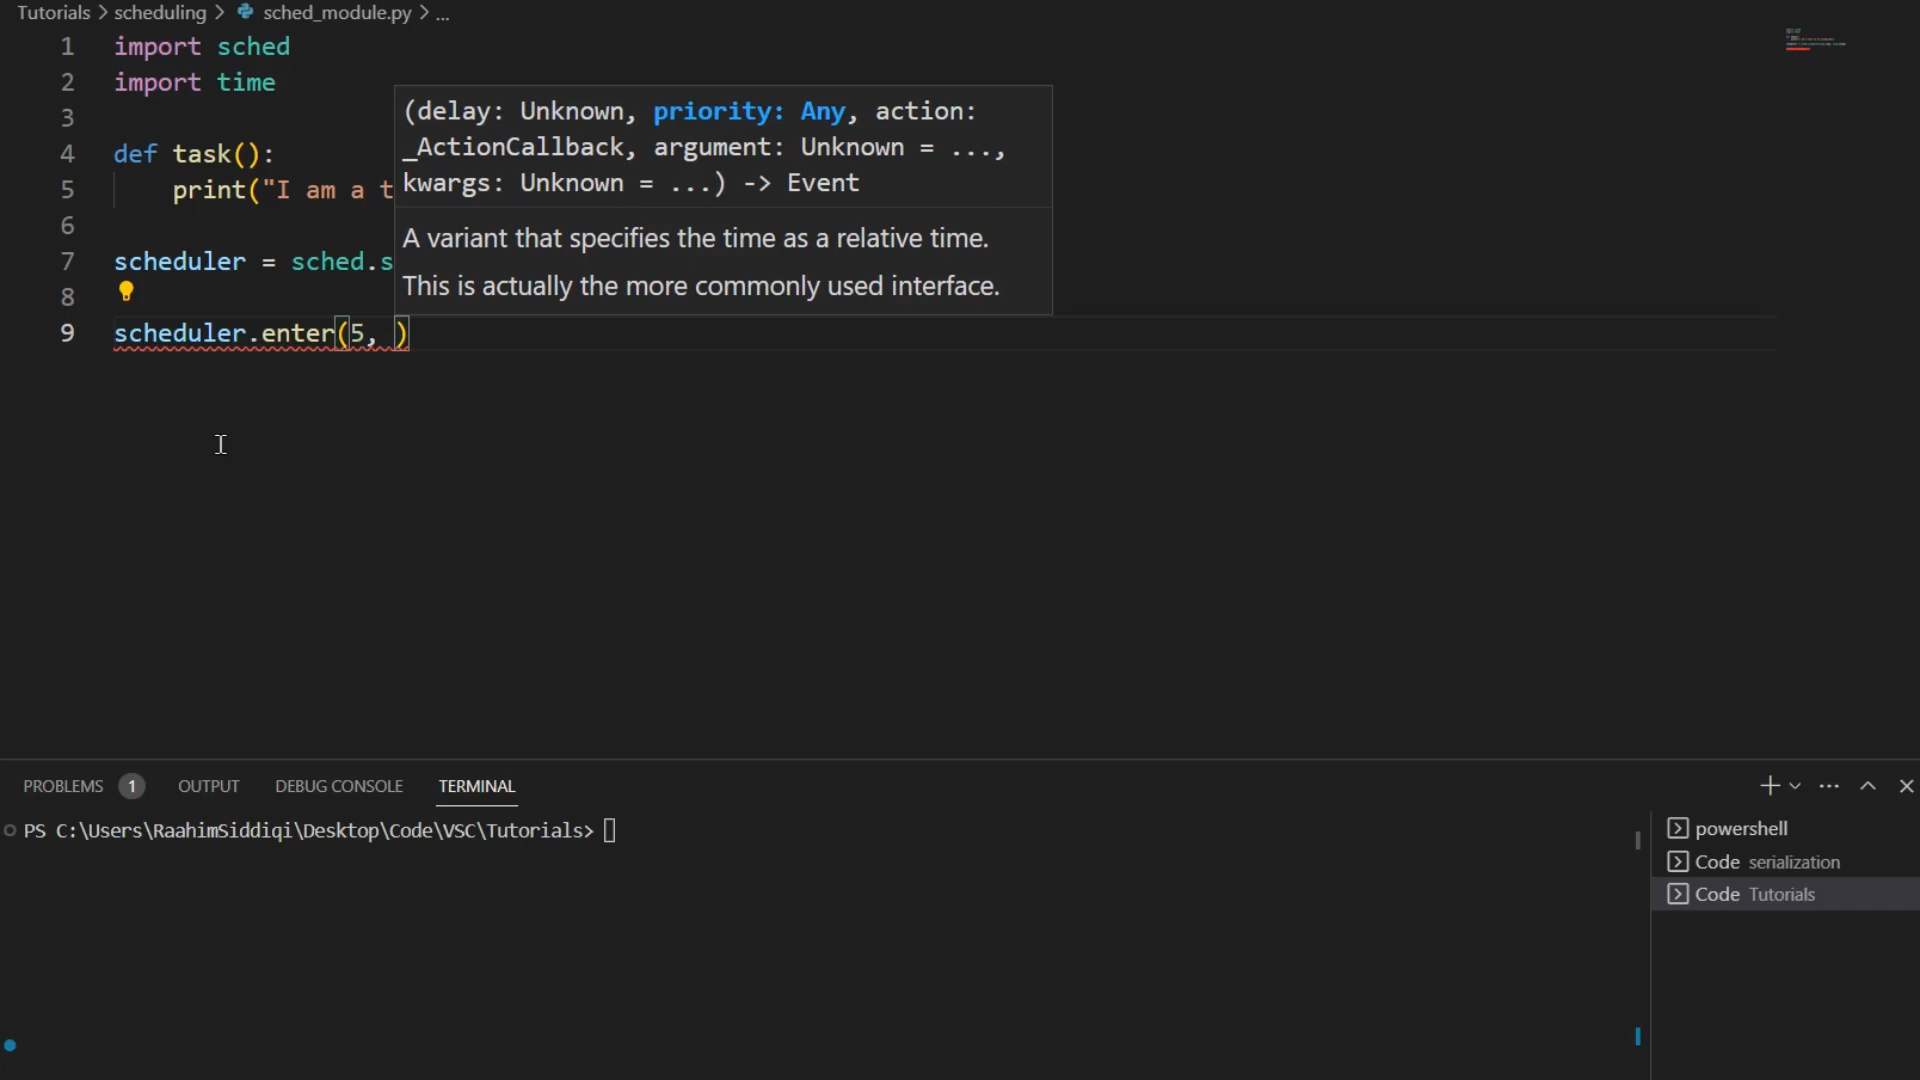 Tutorials > scheduling > sched_module.py > ...
1 import sched
2 import time
3
4 def task():
5 print("I am a t
6
7 scheduler = sched.s
8
9 scheduler.enter(5, )
(delay: Unknown, priority: Any, action:
_ActionCallback, argument: Unknown = ...,
kwargs: Unknown = ...) -> Event
A variant that specifies the time as a relative time.
This is actually the more commonly used interface.
PROBLEMS 1 OUTPUT DEBUG CONSOLE TERMINAL
PS C:\Users\RaahimSiddiqi\Desktop\Code\VSC\Tutorials>
powershell
Code serialization
Code Tutorials